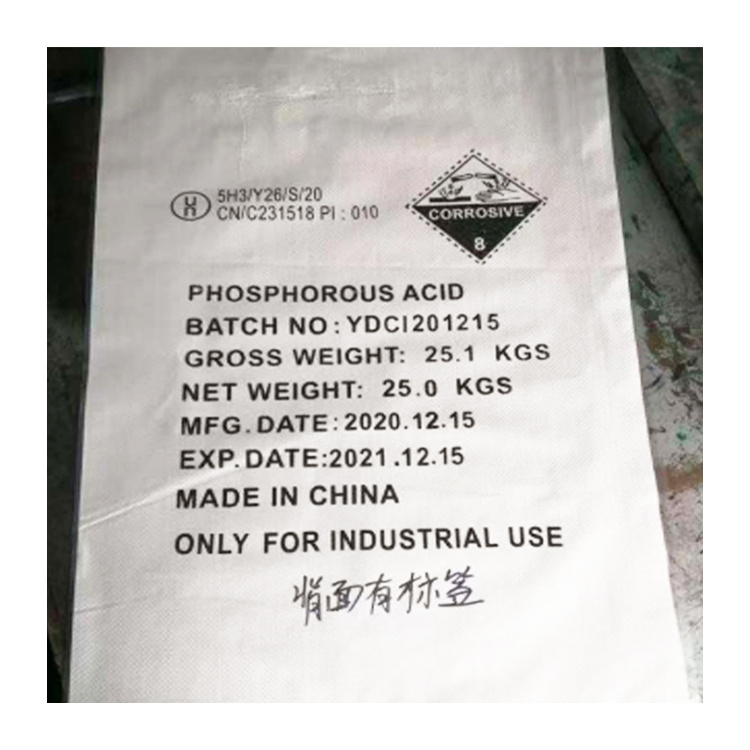 UN
5H3/Y26/S/20
CN/C231518 PI : 010
CORROSIVE
8
PHOSPHOROUS ACID
BATCH NO: YDCI201215
GROSS WEIGHT: 25.1 KGS
NET WEIGHT: 25.0 KGS
MFG.DATE:2020.12.15
EXP.DATE:2021.12.15
MADE IN CHINA
ONLY FOR INDUSTRIAL USE
背面有标签